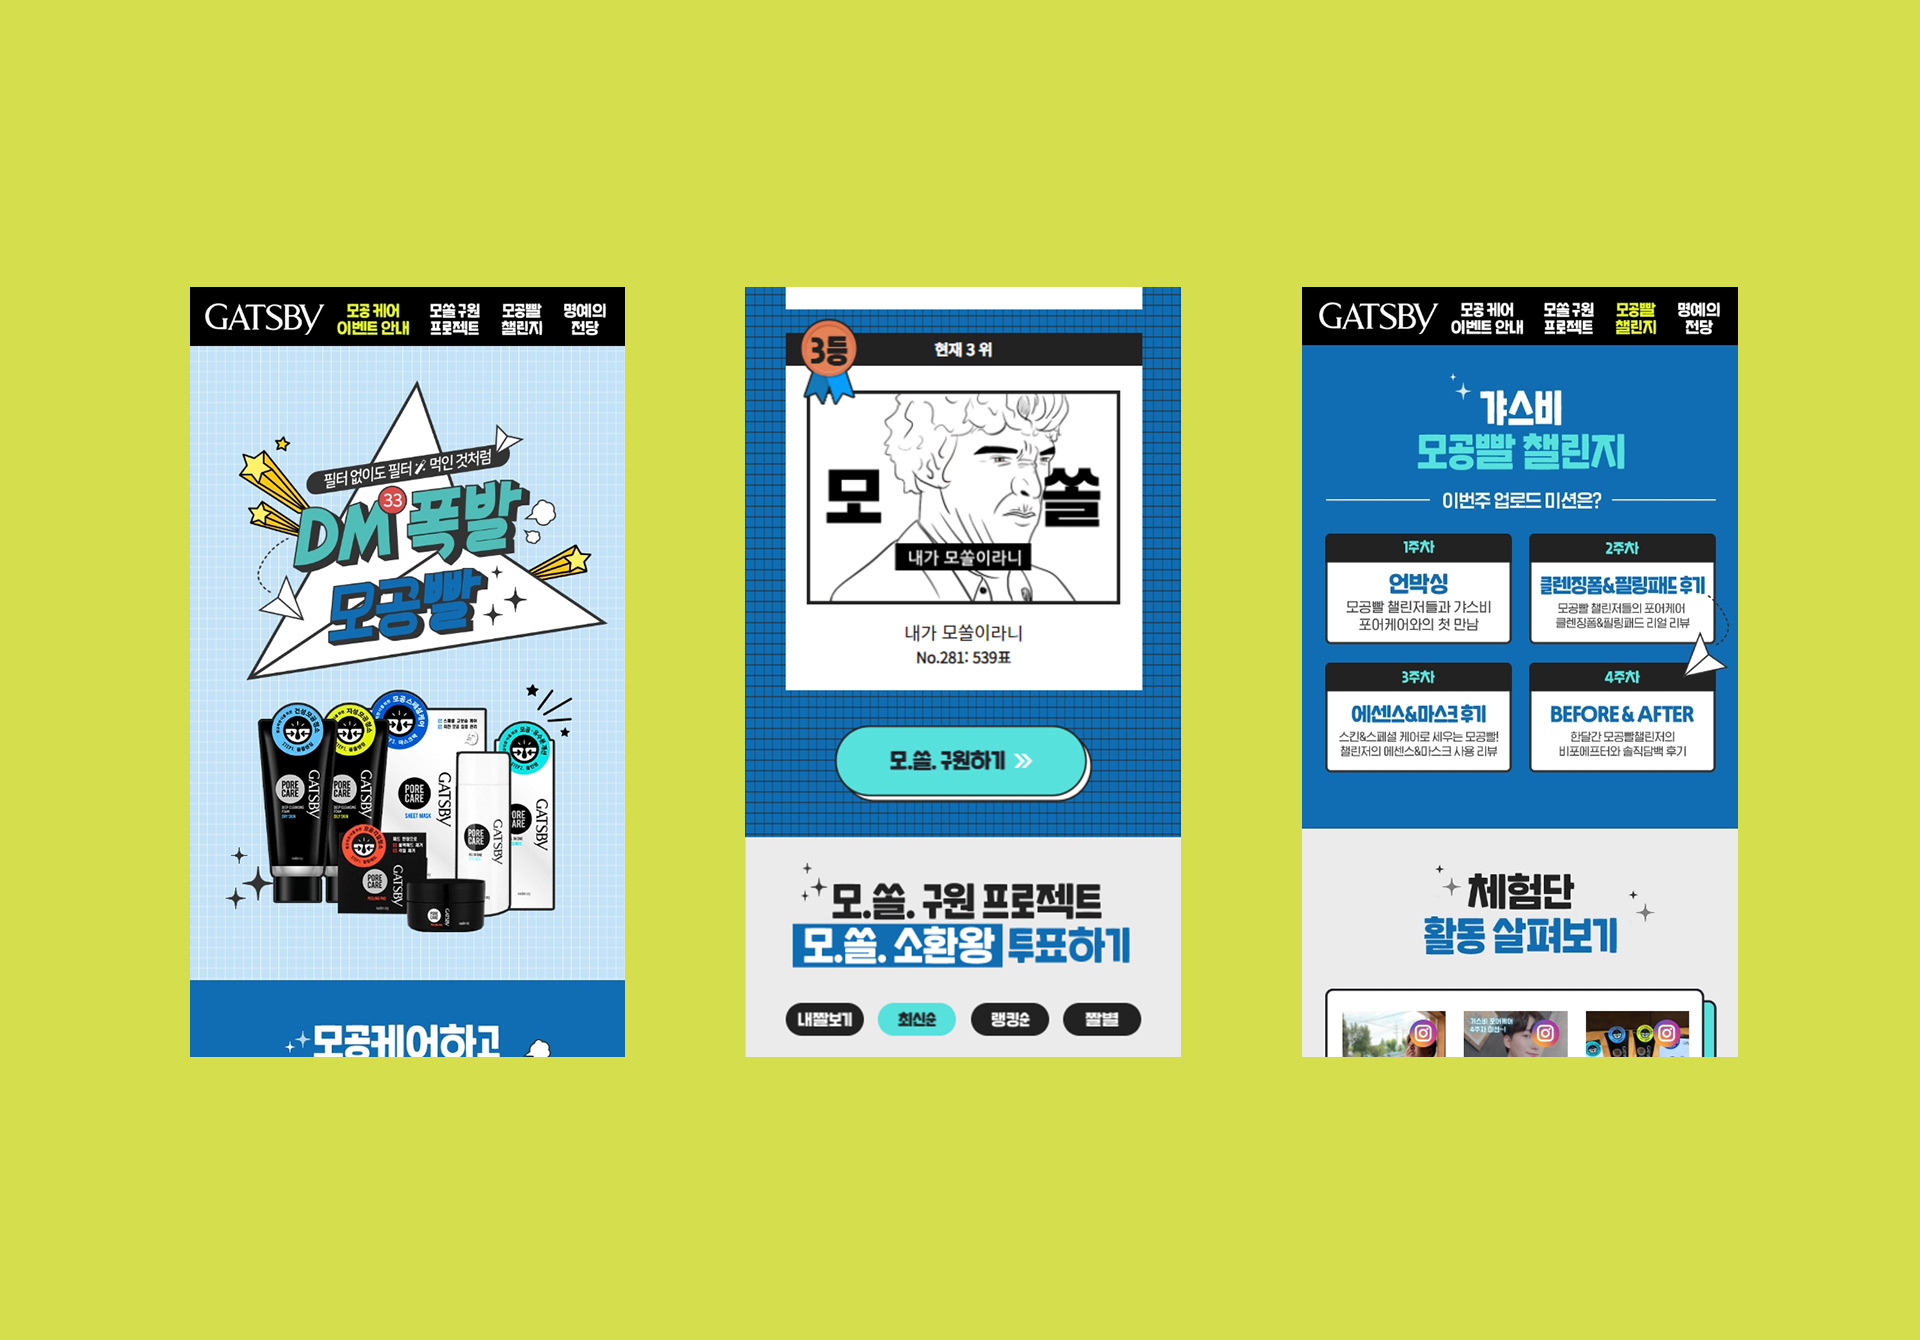 GATSBY
모공 케어
이벤트 안내
모쏠 구원
프로젝트
모공빨
챌린지
명예의
전당
필터 없이도 필터 먹인 것처럼
33
DM 폭발
모공빨
PORE
CARE
GATSBY
PORE
CARE
GATSBY
PORE
CARE
SHEET MASK
GATSBY
PORE
CARE
GATSBY
GATSBY
PORE
CARE
PEELING PAD
GATSBY
모공케어하고
3등
현재 3 위
모
쏠
내가 모쏠이라니
내가 모쏠이라니
No.281: 539표
모.쏠. 구원하기
모.쏠. 구원 프로젝트
모.쏠. 소환왕 투표하기
내짤보기
최신순
랭킹순
짤별
GATSBY
모공 케어
이벤트 안내
모쏠 구원
프로젝트
모공빨
챌린지
명예의
전당
갸스비
모공빨 챌린지
이번주 업로드 미션은?
1주차
언박싱
모공빨 챌린저들과 갸스비
포어케어와의 첫 만남
2주차
클렌징폼&필링패드 후기
모공빨 챌린저들의 포어케어
클렌징폼&필링패드 리얼 리뷰
3주차
에센스&마스크 후기
스킨&스페셜 케어로 세우는 모공빨!
챌린저의 에센스&마스크 사용 리뷰
4주차
BEFORE & AFTER
한달간 모공빨챌린저의
비포에프터와 솔직담백 후기
체험단
활동 살펴보기